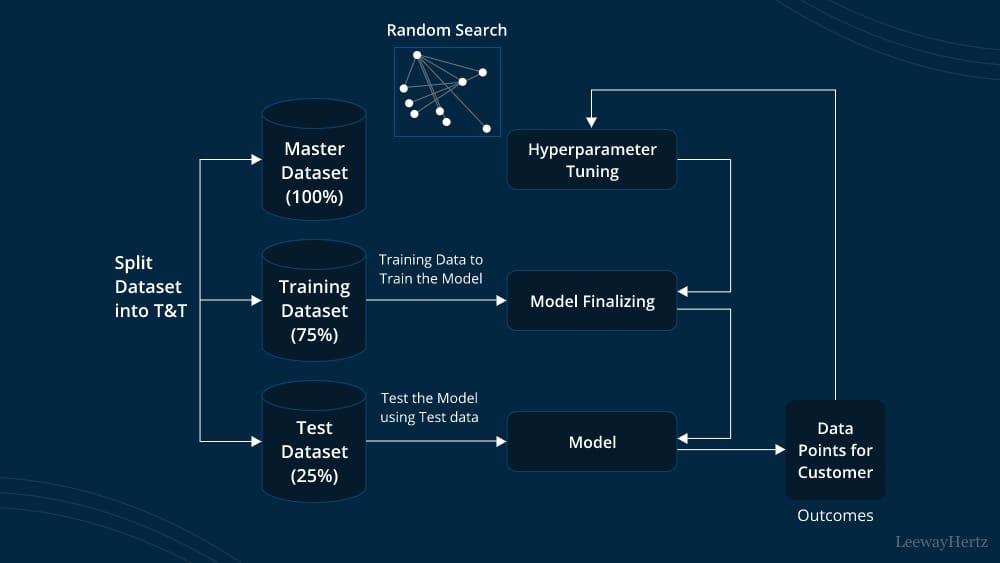 Random Search
Master
Dataset
(100%)
Hyperparameter
Tuning
Split
Dataset
into T&T
Training
Dataset
(75%)
Training Data to
Train the Model
Model Finalizing
Test
Dataset
(25%)
Test the Model
using Test data
Model
Data
Points for
Customer
Outcomes
LeewayHertz